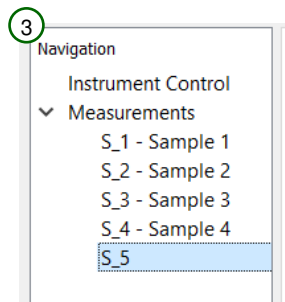 3
Navigation
Instrument Control
Measurements
S_1 - Sample 1
S_2 - Sample 2
S_3 - Sample 3
S_4 - Sample 4
S_5